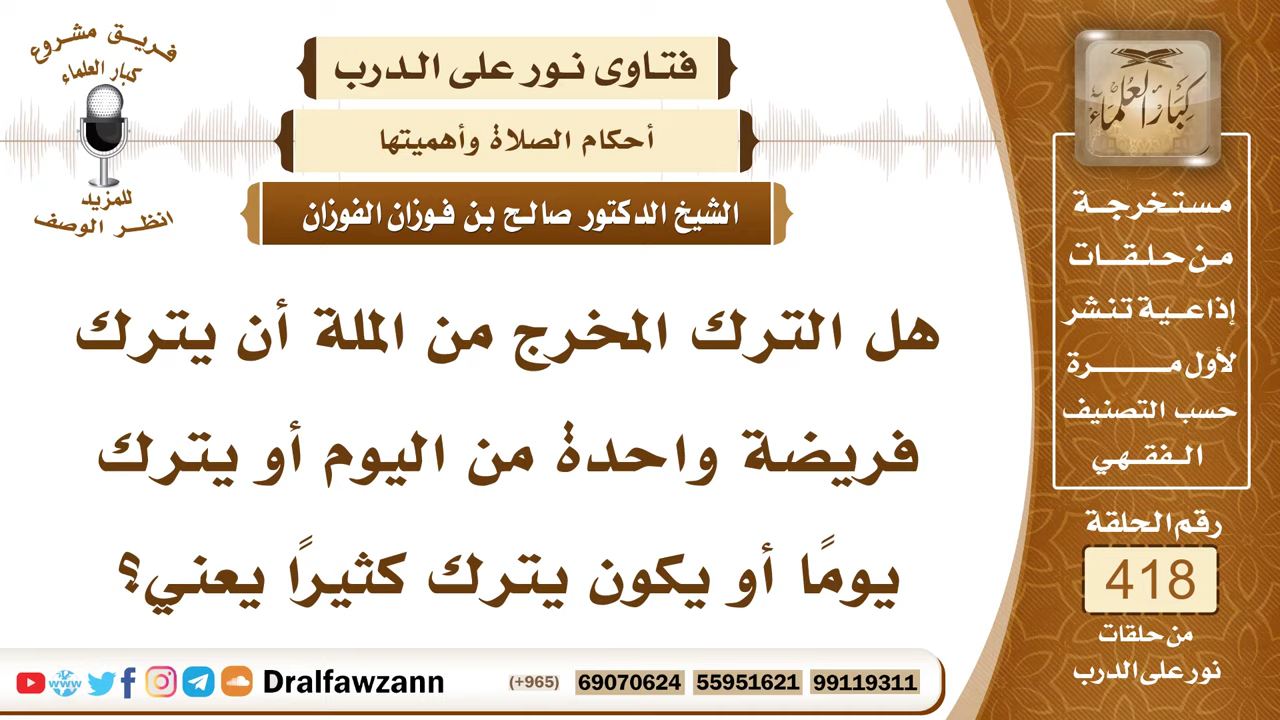 فريق مشروع
كبار العلماء
للمزيد
انظر الوصف
فتاوى نور على الدرب
أحكام الصلاة وأهميتها
الشيخ الدكتور صالح بن فوزان الفوزان
هل الترك المخرج من الملة أن يترك
فريضة واحدة من اليوم أو يترك
يومًا أو يكون يترك كثيرًا يعني؟
كبار العلماء
مستخرجة
من حلقات
إذاعية تنشر
لأول مرة
حسب التصنيف
الفقهي
رقم الحلقة
418
من حلقات
نور على الدرب
www Dralfawzann (+965) 69070624 55951621 99119311